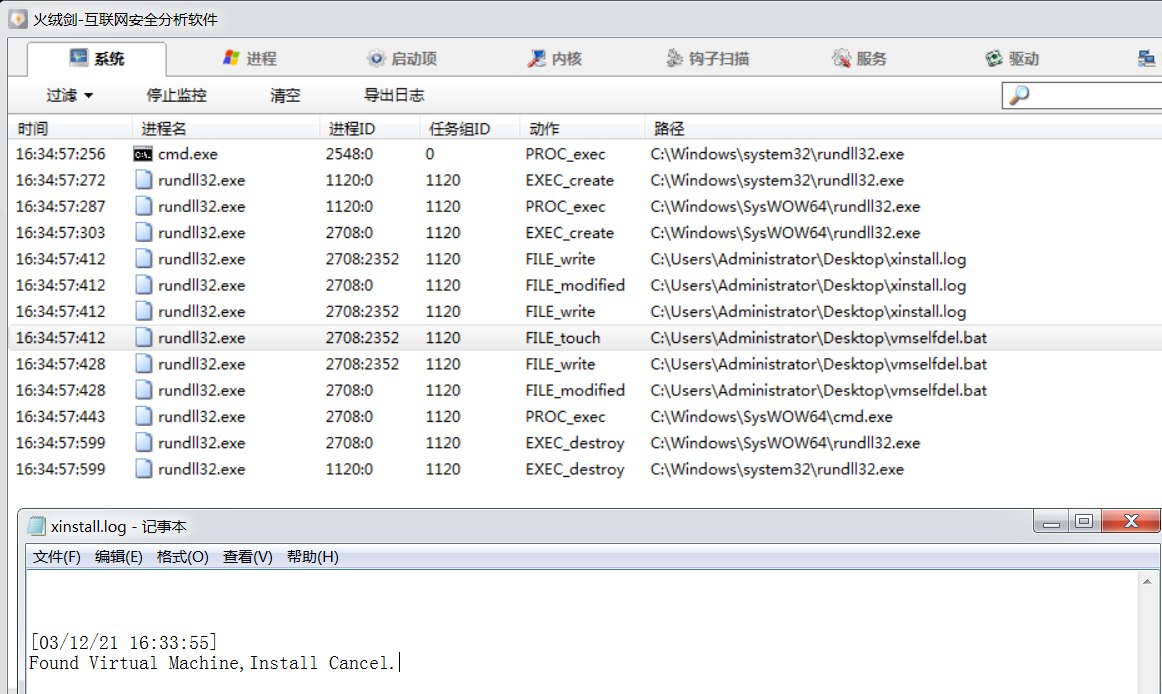 火绒剑-互联网安全分析软件
系统 进程 启动项 内核 钩子扫描 服务 驱动
过滤 停止监控 清空 导出日志
时间 进程名 进程ID 任务组ID 动作 路径
16:34:57:256 cmd.exe 2548:0 0 PROC_exec C:\Windows\system32\rundll32.exe
16:34:57:272 rundll32.exe 1120:0 1120 EXEC_create C:\Windows\system32\rundll32.exe
16:34:57:287 rundll32.exe 1120:0 1120 PROC_exec C:\Windows\SysWOW64\rundll32.exe
16:34:57:303 rundll32.exe 2708:0 1120 EXEC_create C:\Windows\SysWOW64\rundll32.exe
16:34:57:412 rundll32.exe 2708:2352 1120 FILE_write C:\Users\Administrator\Desktop\xinstall.log
16:34:57:412 rundll32.exe 2708:0 1120 FILE_modified C:\Users\Administrator\Desktop\xinstall.log
16:34:57:412 rundll32.exe 2708:2352 1120 FILE_write C:\Users\Administrator\Desktop\xinstall.log
16:34:57:412 rundll32.exe 2708:2352 1120 FILE_touch C:\Users\Administrator\Desktop\vmselfdel.bat
16:34:57:428 rundll32.exe 2708:2352 1120 FILE_write C:\Users\Administrator\Desktop\vmselfdel.bat
16:34:57:428 rundll32.exe 2708:0 1120 FILE_modified C:\Users\Administrator\Desktop\vmselfdel.bat
16:34:57:443 rundll32.exe 2708:0 1120 PROC_exec C:\Windows\SysWOW64\cmd.exe
16:34:57:599 rundll32.exe 2708:0 1120 EXEC_destroy C:\Windows\SysWOW64\rundll32.exe
16:34:57:599 rundll32.exe 1120:0 1120 EXEC_destroy C:\Windows\system32\rundll32.exe
xinstall.log - 记事本
文件(F) 编辑(E) 格式(O) 查看(V) 帮助(H)
[03/12/21 16:33:55]
Found Virtual Machine,Install Cancel.